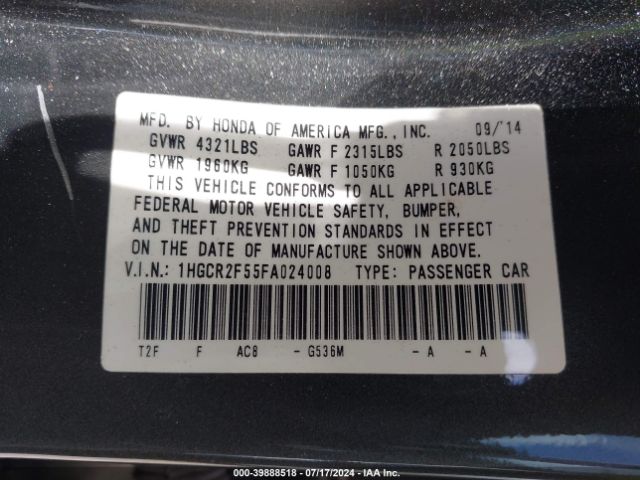 MFD. BY HONDA OF AMERICA MFG., INC. 09/'14
GVWR 4321LBS GAWR F 2315LBS R 2050LBS
GVWR 1960KG GAWR F 1050KG R 930KG
THIS VEHICLE CONFORMS TO ALL APPLICABLE
FEDERAL MOTOR VEHICLE SAFETY, BUMPER,
AND THEFT PREVENTION STANDARDS IN EFFECT
ON THE DATE OF MANUFACTURE SHOWN ABOVE.
V.I.N.: 1HGCR2F55FA024008 TYPE: PASSENGER CAR
T2F F AC8 - G536M - A - A
000-39888518 - 07/17/2024 - IAA Inc.